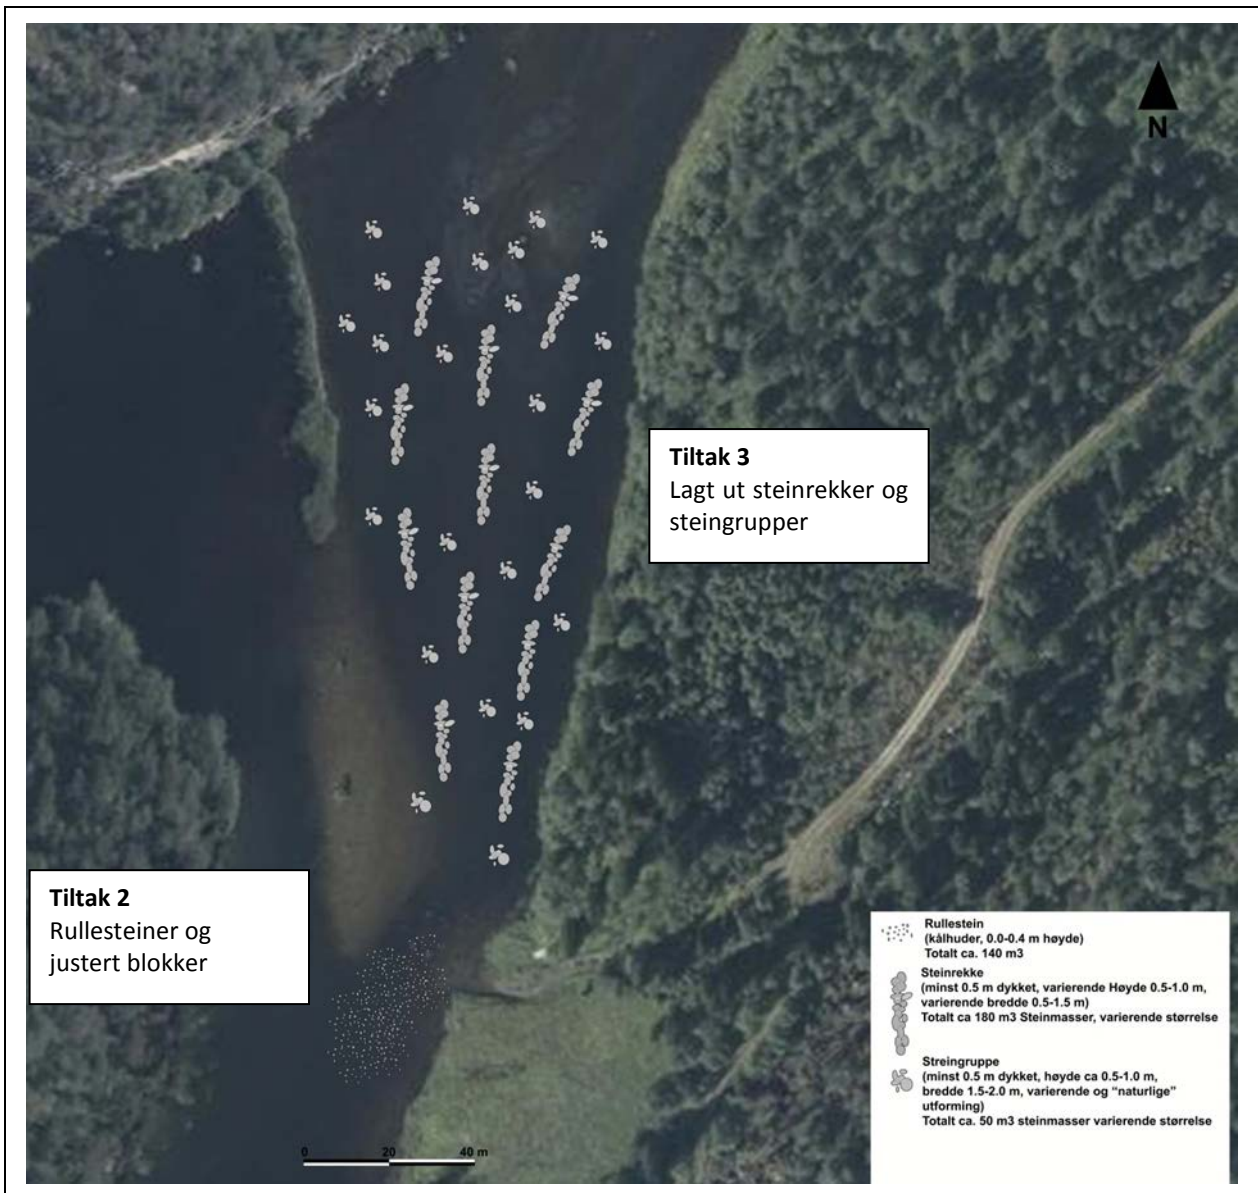 N
Tiltak 3
Lagt ut steinrekker og
steingrupper
Tiltak 2
Rullesteiner og
justert blokker
Rullestein
(kålhuder, 0.0-0.4 m høyde)
Totalt ca. 140 m3
Steinrekke
(minst 0.5 m dykket, varierende Høyde 0.5-1.0 m,
varierende bredde 0.5-1.5 m)
Totalt ca 180 m3 Steinmasser, varierende størrelse
Streingruppe
(minst 0.5 m dykket, høyde ca 0.5-1.0 m,
bredde 1.5-2.0 m, varierende og “naturlige”
utforming)
Totalt ca. 50 m3 steinmasser varierende størrelse
0 20 40 m